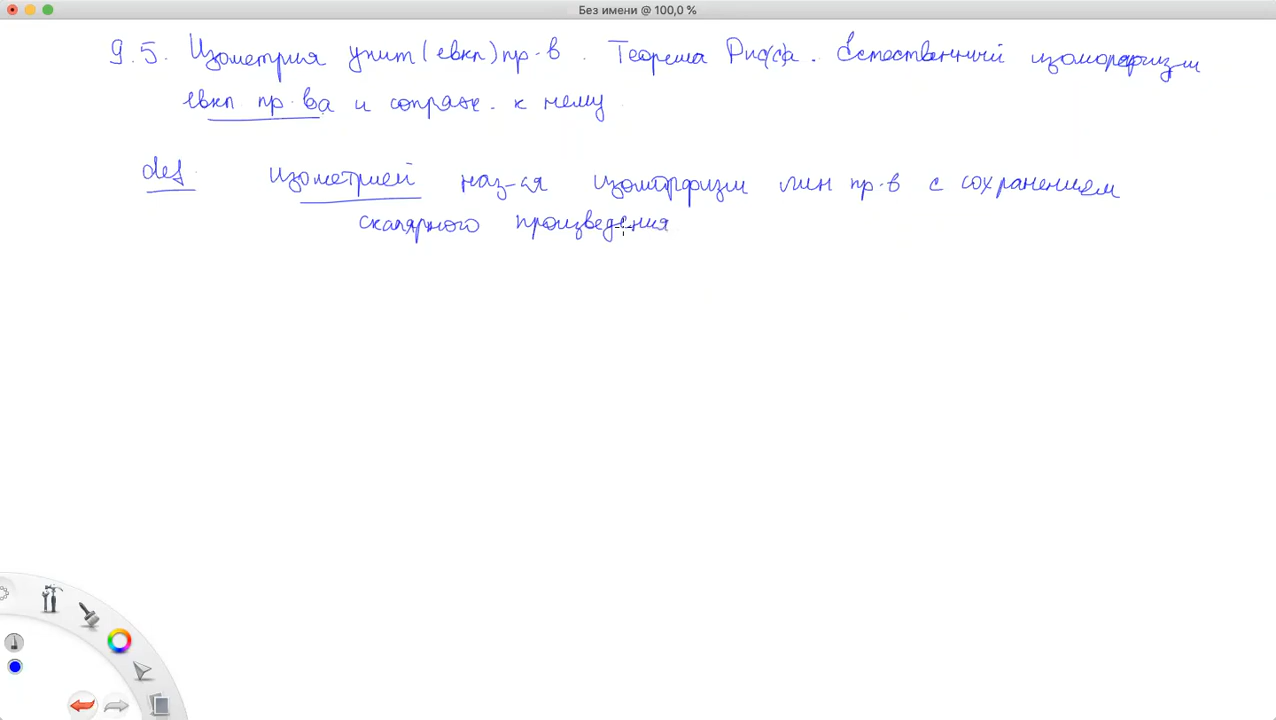 Без имени @ 100,0 %
9.5. Изометрия унит(евкл)пр-в. Теорема Рисса. Естественный изоморфизм
евкл пр-ва и сопряж. к нему
def. изометрией наз-ся изоморфизм лин пр-в с сохранением
скалярного произведения